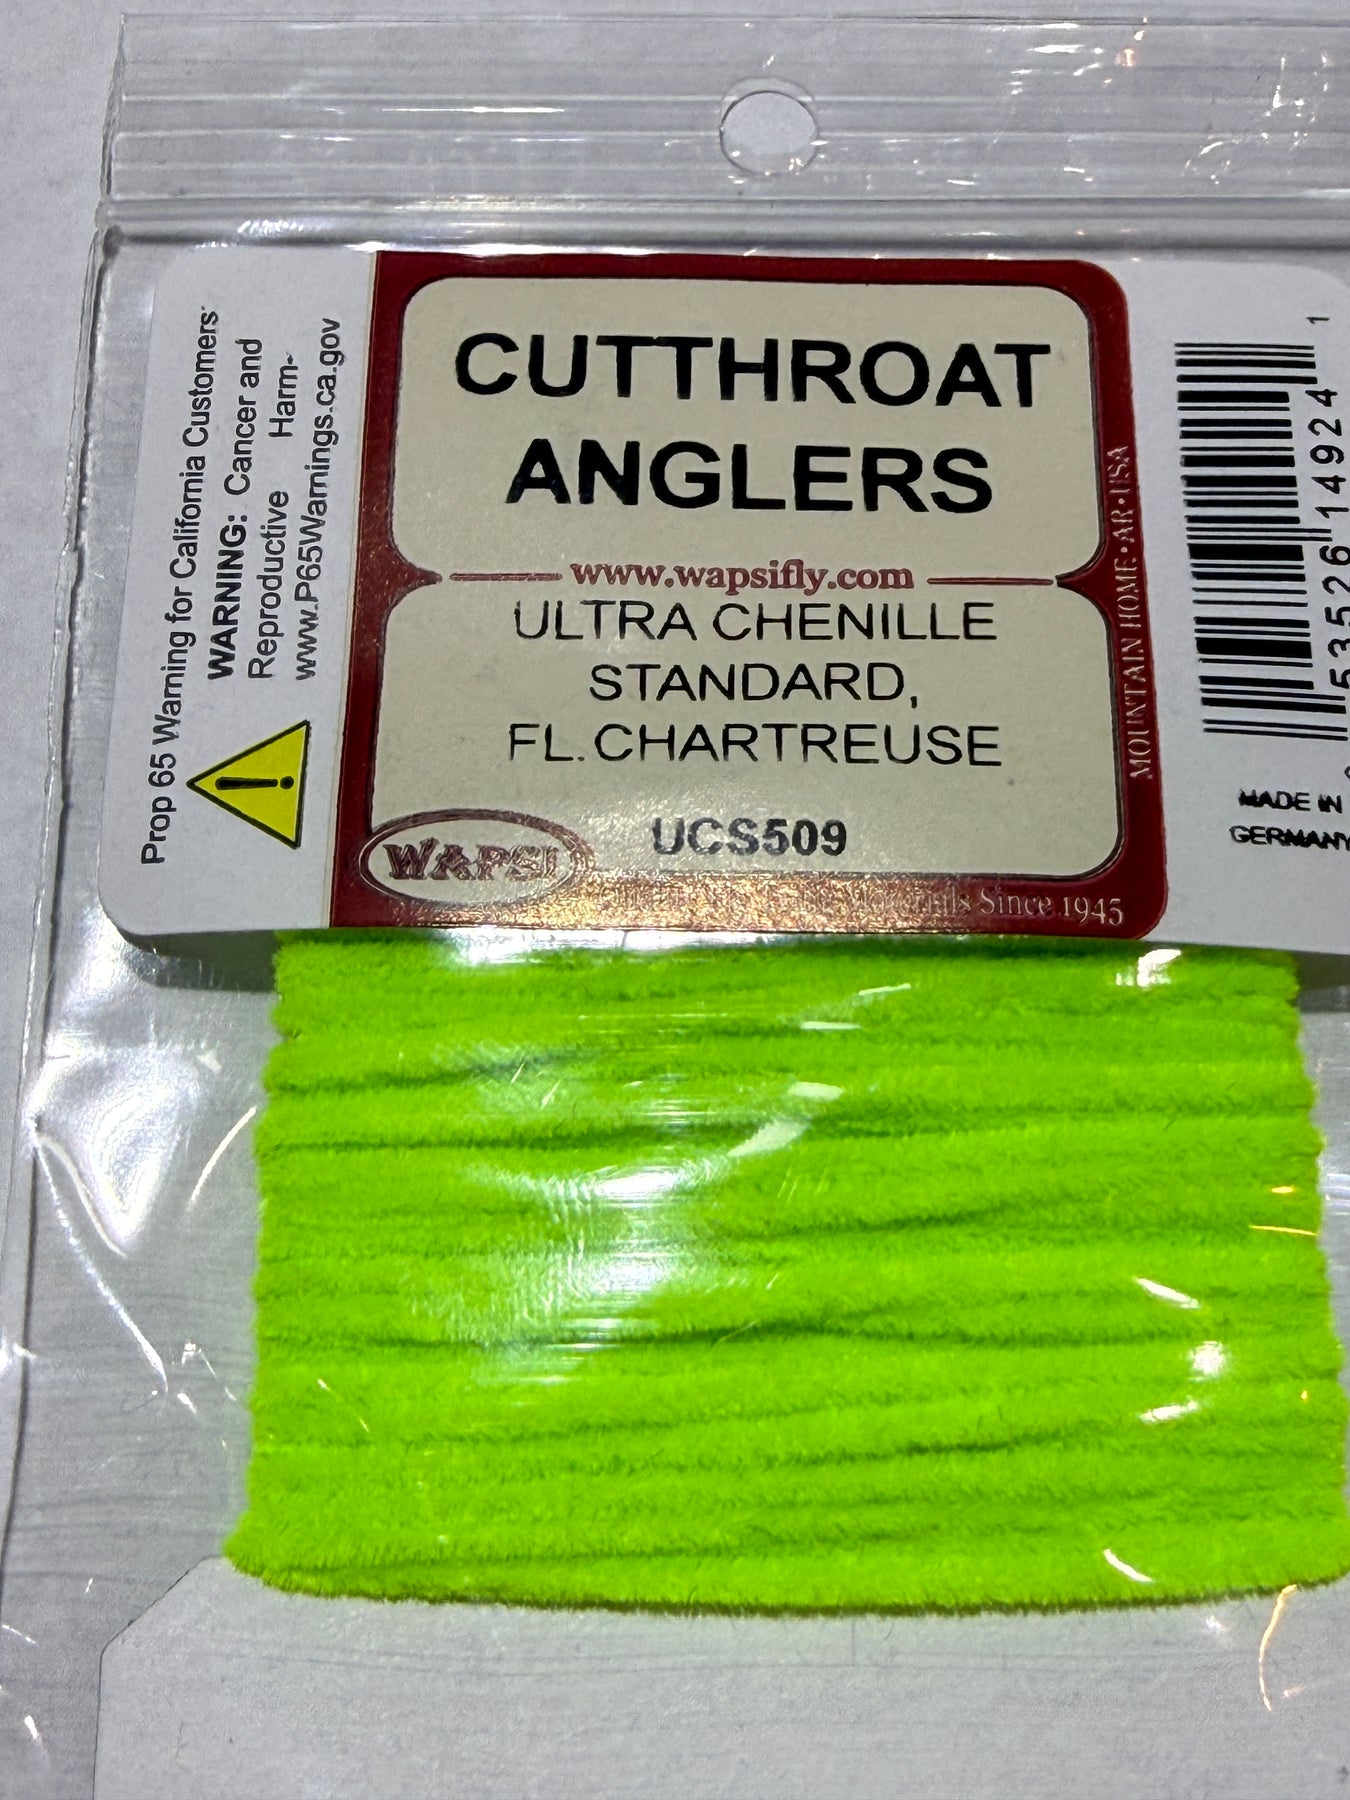 Prop 65 Warning for California Customers
WARNING: Cancer and
Reproductive Harm-
www.P65Warnings.ca.gov
CUTTHROAT
ANGLERS
www.wapsifly.com
ULTRA CHENILLE
STANDARD,
FL.CHARTREUSE
UCS509
WAPSI
Materials Since 1945
MOUNTAIN HOME•AR•USA
53526 14924 1
MADE IN
GERMANY